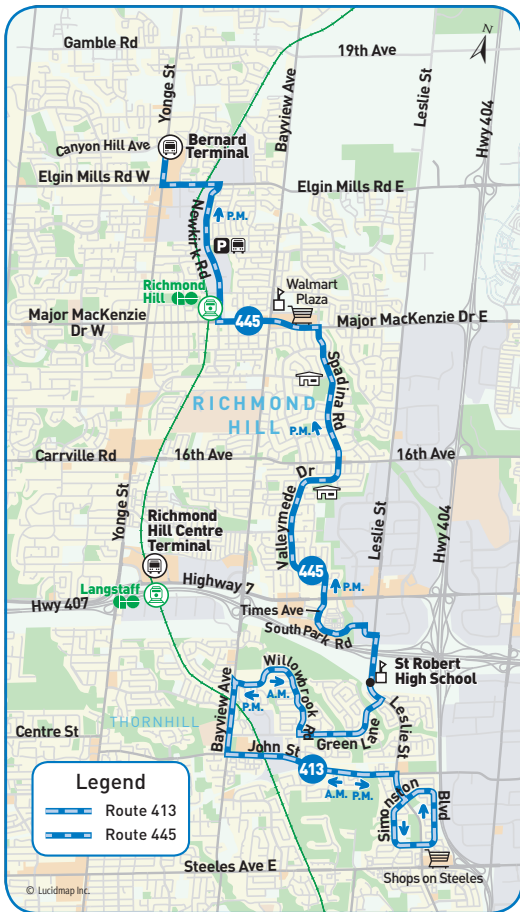 Gamble Rd
19th Ave
N
Yonge St
Bayview Ave
Leslie St
Hwy 404
Canyon Hill Ave
Bernard
Terminal
Elgin Mills Rd W
Elgin Mills Rd E
Newkirk Rd
P.M.
P
Richmond
Hill
Walmart
Plaza
Major MacKenzie
Dr W
445
Major MacKenzie Dr E
Spadina Rd
RICHMOND
HILL
P.M.
Carrville Rd
16th Ave
16th Ave
Valleymede Dr
Yonge St
Richmond
Hill Centre
Terminal
Leslie St
Hwy 404
Highway 7
445
P.M.
Langstaff
Hwy 407
Times Ave
South Park Rd
St Robert
High School
Willowbrook Rd
A.M.
P.M.
Bayview Ave
THORNHILL
Green Lane
Leslie St
Centre St
John St
413
A.M.
P.M.
Simonston
Blvd
Legend
Route 413
Route 445
Steeles Ave E
Shops on Steeles
© Lucidmap Inc.